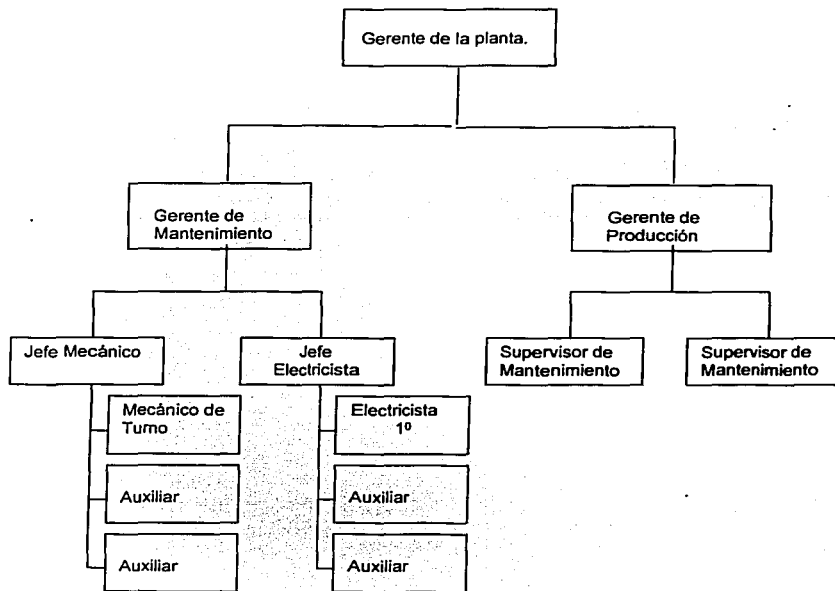 Gerente de la planta.
Gerente de
Mantenimiento
Gerente de
Producción
Jefe Mecánico
Jefe
Electricista
Supervisor de
Mantenimiento
Supervisor de
Mantenimiento
Mecánico de
Turno
Electricista
1º
Auxiliar
Auxiliar
Auxiliar
Auxiliar